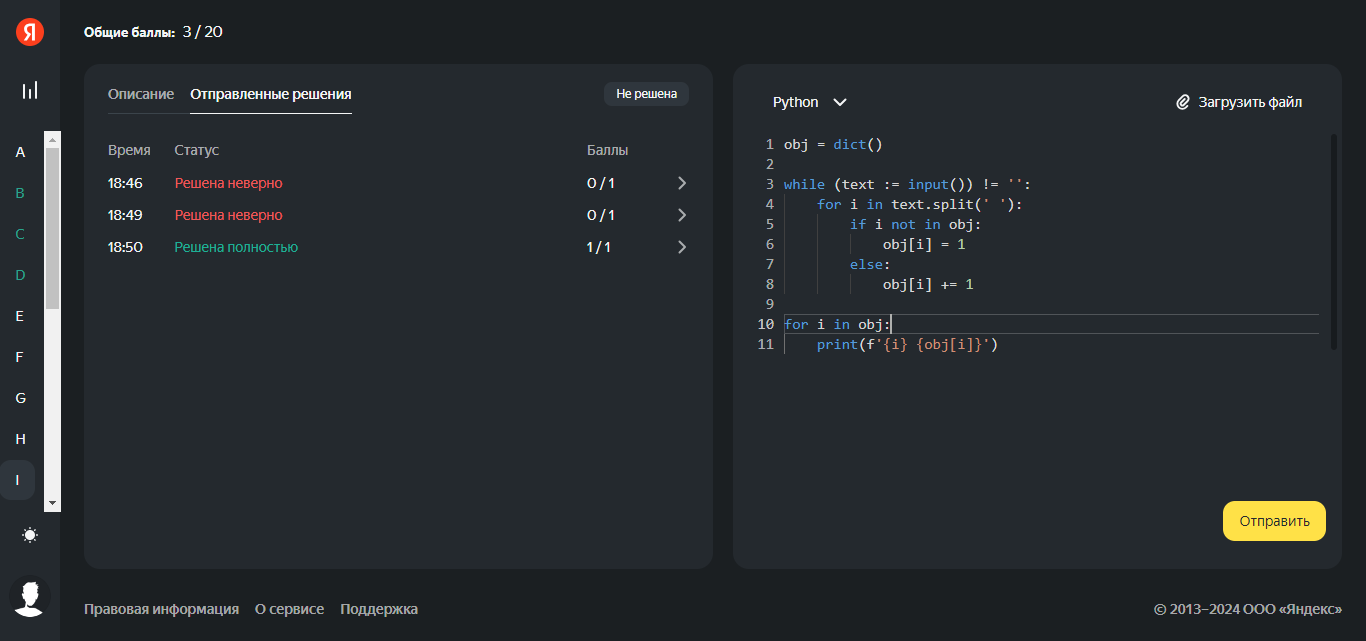 Я
Общие баллы: 3 / 20
A
B
C
D
E
F
G
H
I
Описание Отправленные решения Не решена
Время Статус Баллы
18:46 Решена неверно 0 / 1
18:49 Решена неверно 0 / 1
18:50 Решена полностью 1 / 1
Python Загрузить файл
1 obj = dict()
2
3 while (text := input()) != '':
4 for i in text.split(' '):
5 if i not in obj:
6 obj[i] = 1
7 else:
8 obj[i] += 1
9
10 for i in obj:
11 print(f'{i} {obj[i]}')
Отправить
Правовая информация О сервисе Поддержка © 2013–2024 ООО «Яндекс»